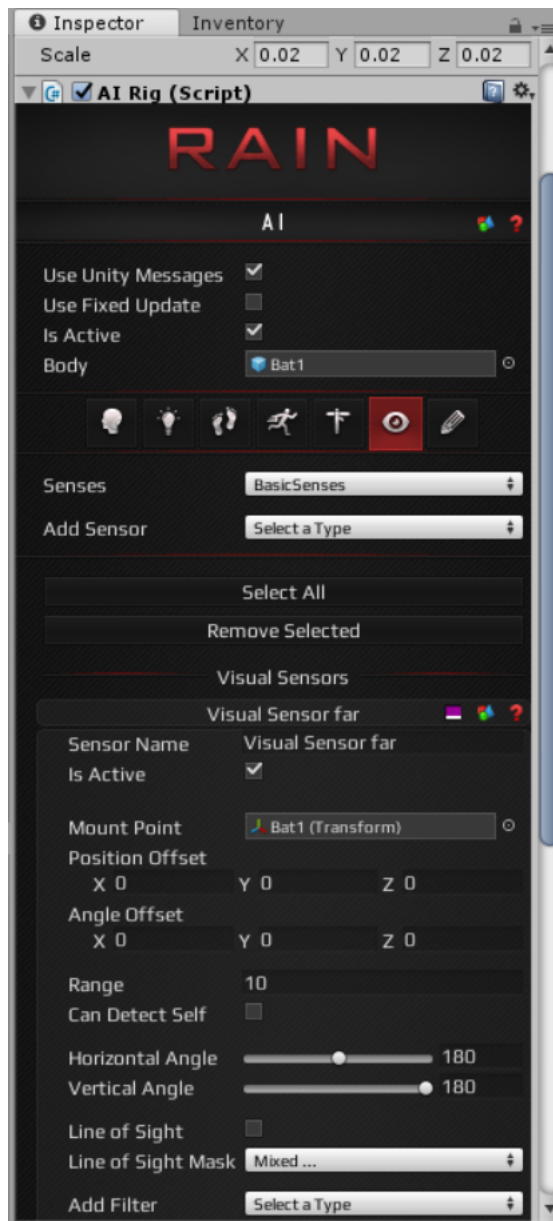 Inspector Inventory
Scale X 0.02 Y 0.02 Z 0.02
AI Rig (Script)
RAIN
AI
Use Unity Messages
Use Fixed Update
Is Active
Body Bat1
Senses BasicSenses
Add Sensor Select a Type
Select All
Remove Selected
Visual Sensors
Visual Sensor far
Sensor Name Visual Sensor far
Is Active
Mount Point Bat1 (Transform)
Position Offset
X 0 Y 0 Z 0
Angle Offset
X 0 Y 0 Z 0
Range 10
Can Detect Self
Horizontal Angle 180
Vertical Angle 180
Line of Sight
Line of Sight Mask Mixed ...
Add Filter Select a Type